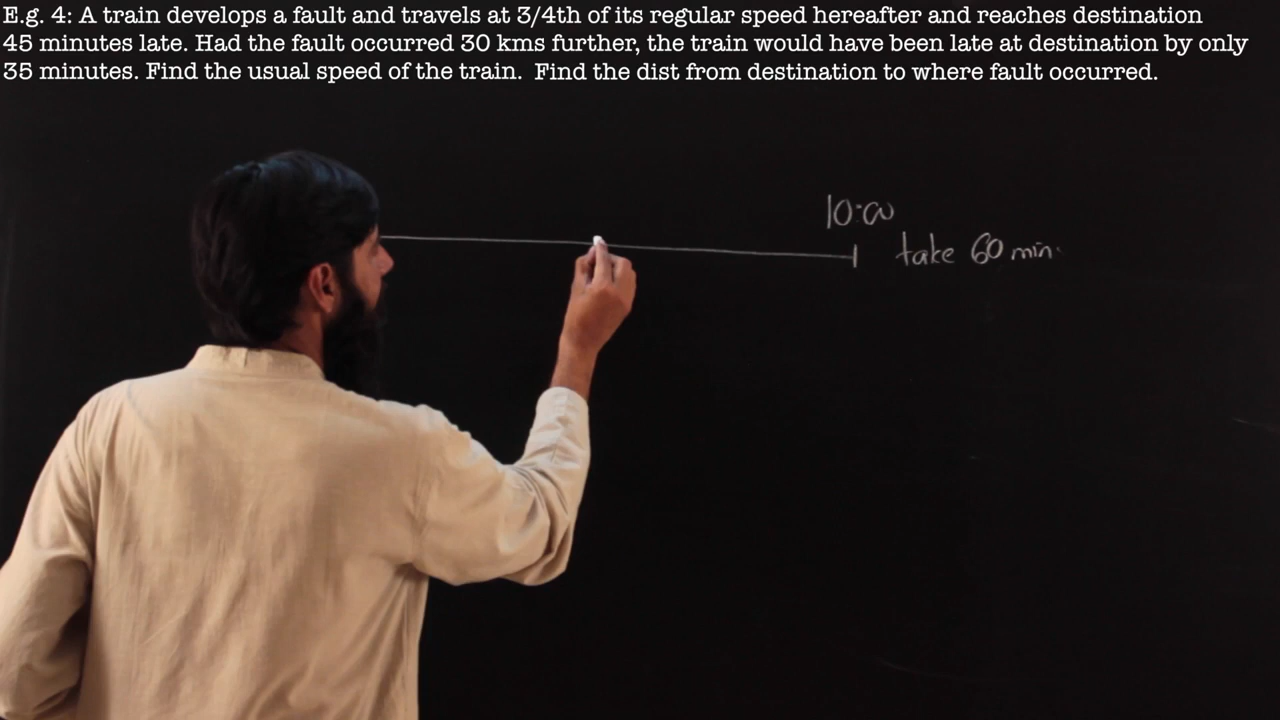 E.g. 4: A train develops a fault and travels at 3/4th of its regular speed hereafter and reaches destination
45 minutes late. Had the fault occurred 30 kms further, the train would have been late at destination by only
35 minutes. Find the usual speed of the train. Find the dist from destination to where fault occurred.
10:00
take 60 min.